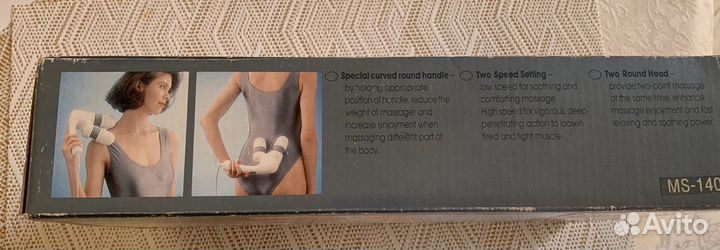 Special curved round handle –
by holding appropriate
position of hundle, reduce the
weight of massager and
increase enjoyment when
massaging different part of
the body.
Two Speed Setting –
low speed for soothing and
comforting massage.
High speed for vigorous, deep
penetrating action to loosen
tired and tight muscle.
Two Round Head –
provide two-point massage
at the same time, enhance
massage enjoyment and fast
relaxing and soothing power.
MS-140
Avito